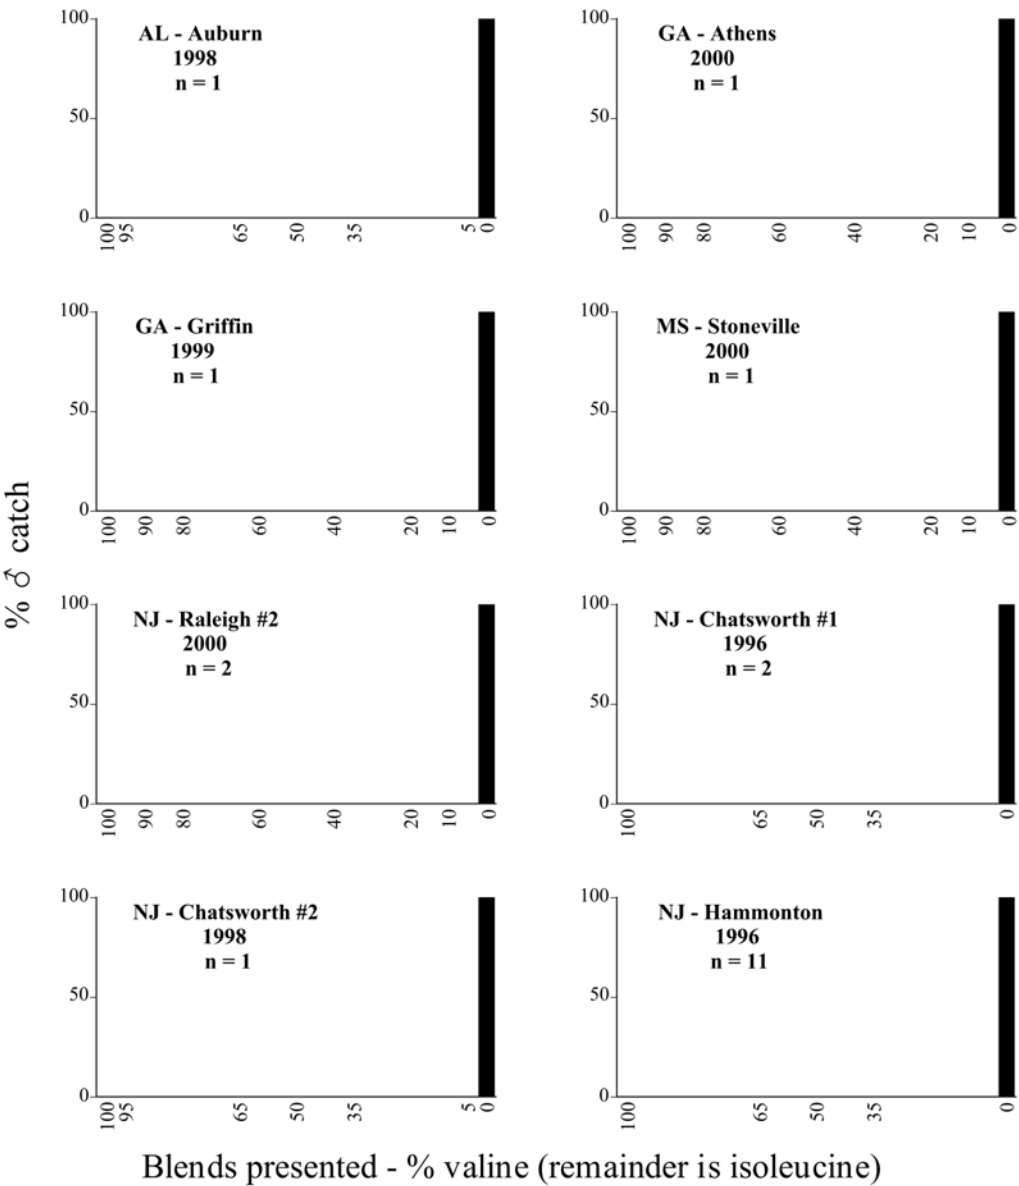 AL - Auburn
1998
n = 1
100
50
0
100 95 65 50 35 5 0
GA - Athens
2000
n = 1
100
50
0
100 90 80 60 40 20 10 0
GA - Griffin
1999
n = 1
100
50
0
100 90 80 60 40 20 10 0
MS - Stoneville
2000
n = 1
100
50
0
100 90 80 60 40 20 10 0
% ♂ catch
NJ - Raleigh #2
2000
n = 2
100
50
0
100 90 80 60 40 20 10 0
NJ - Chatsworth #1
1996
n = 2
100
50
0
100 65 50 35 0
NJ - Chatsworth #2
1998
n = 1
100
50
0
100 95 65 50 35 5 0
NJ - Hammonton
1996
n = 11
100
50
0
100 65 50 35 0
Blends presented - % valine (remainder is isoleucine)